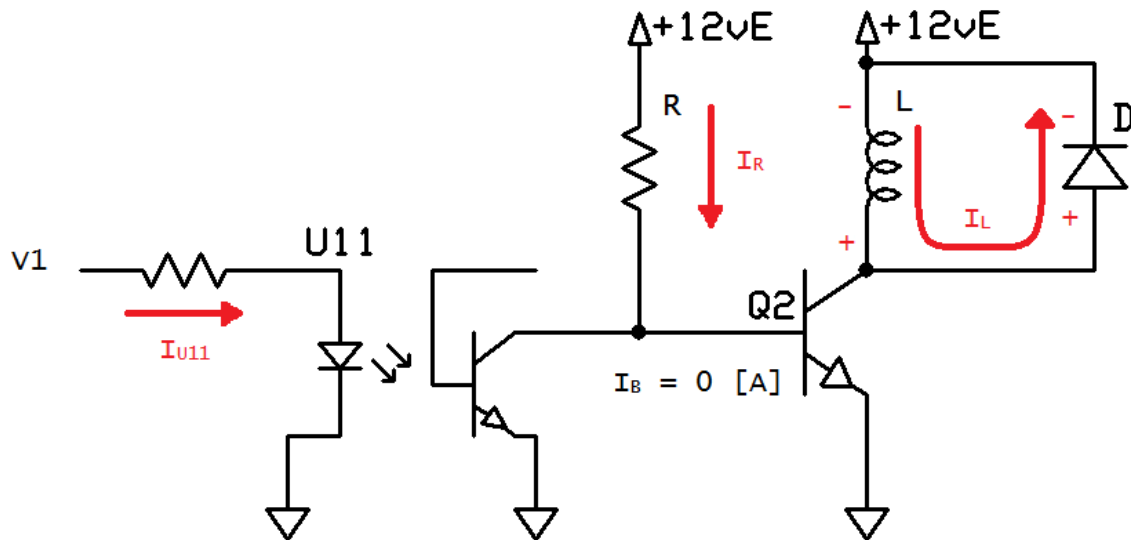 +12vE
+12vE
R
L
-
-
D
IR
U11
V1
IL
+
+
Q2
IU11
IB = 0 [A]